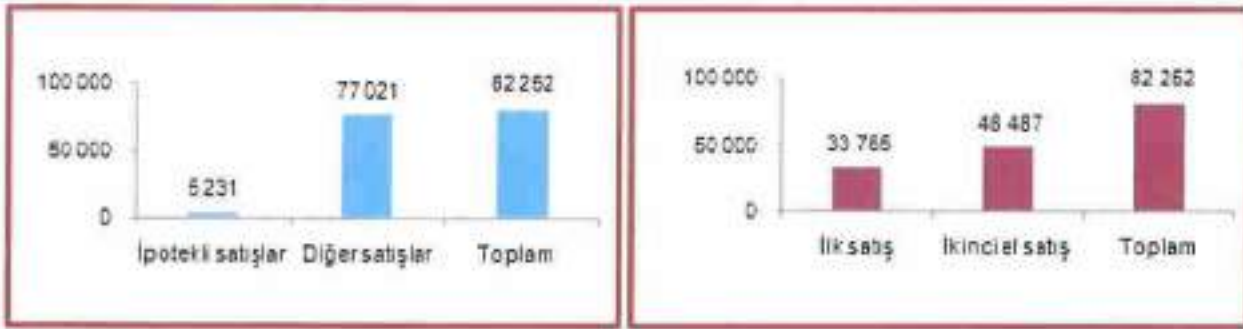 100 000
50 000
0
5 231
77 021
82 252
İpotekli satışlar
Diğer satışlar
Toplam
100 000
50 000
0
33 765
48 487
82 252
İlk satış
İkinci el satış
Toplam